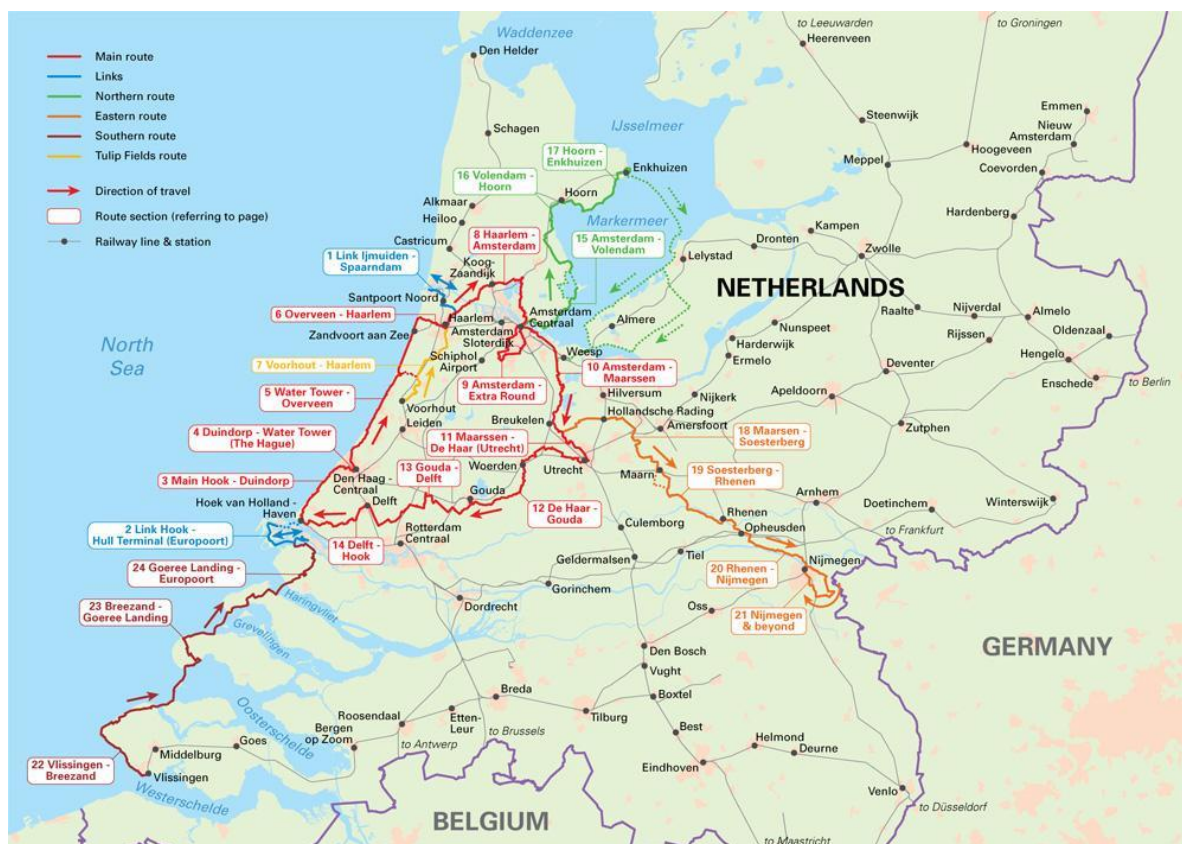 Main route
Links
Northern route
Eastern route
Southern route
Tulip Fields route
Direction of travel
Route section (referring to page)
Railway line & station
Waddenzee
to Leeuwarden
to Groningen
Den Helder
Heerenveen
Schagen
IJsselmeer
Steenwijk
Emmen
Nieuw
Amsterdam
Hoogeveen
Coevorden
Meppel
17 Hoorn -
Enkhuizen
Enkhuizen
16 Volendam -
Hoorn
Hoorn
Alkmaar
Heiloo
Castricum
Markermeer
Hardenberg
8 Haarlem -
Amsterdam
15 Amsterdam -
Volendam
Kampen
Dronten
Zwolle
Lelystad
1 Link Ijmuiden -
Spaarndam
Koog-
Zaandijk
NETHERLANDS
Santpoort Noord
6 Overveen - Haarlem
Haarlem
Zandvoort aan Zee
Amsterdam
Sloterdijk
Amsterdam
Centraal
Almere
Raalte
Nijverdal
Almelo
Rijssen
Oldenzaal
Nunspeet
Harderwijk
Ermelo
Hengelo
Enschede
to Berlin
North
Sea
7 Voorhout - Haarlem
Schiphol
Airport
Weesp
9 Amsterdam -
Extra Round
10 Amsterdam -
Maarssen
Deventer
Apeldoorn
5 Water Tower -
Overveen
Voorhout
Leiden
Hilversum
Nijkerk
Hollandsche Rading
Amersfoort
Breukelen
Zutphen
4 Duindorp - Water Tower
(The Hague)
11 Maarssen -
De Haar (Utrecht)
18 Maarsen -
Soesterberg
13 Gouda -
Delft
Woerden
Utrecht
Maarn
19 Soesterberg -
Rhenen
3 Main Hook - Duindorp
Den Haag -
Centraal
Gouda
Delft
Hoek van Holland -
Haven
12 De Haar -
Gouda
Arnhem
Doetinchem
Winterswijk
Rhenen
Culemborg
Opheusden
to Frankfurt
2 Link Hook -
Hull Terminal (Europoort)
Rotterdam
Centraal
14 Delft -
Hook
Geldermalsen
Tiel
Nijmegen
20 Rhenen -
Nijmegen
24 Goeree Landing -
Europoort
Gorinchem
Dordrecht
Oss
21 Nijmegen
& beyond
23 Breezand -
Goeree Landing
Haringvliet
Grevelingen
GERMANY
Den Bosch
Vught
Boxtel
Breda
Tilburg
Best
Roosendaal
Etten-
Leur
Bergen
op Zoom
to Antwerp
to Brussels
Oosterschelde
Goes
Middelburg
Vlissingen
22 Vlissingen -
Breezand
Westerschelde
Helmond
Deurne
Eindhoven
Venlo
to Düsseldorf
BELGIUM
to Maastricht